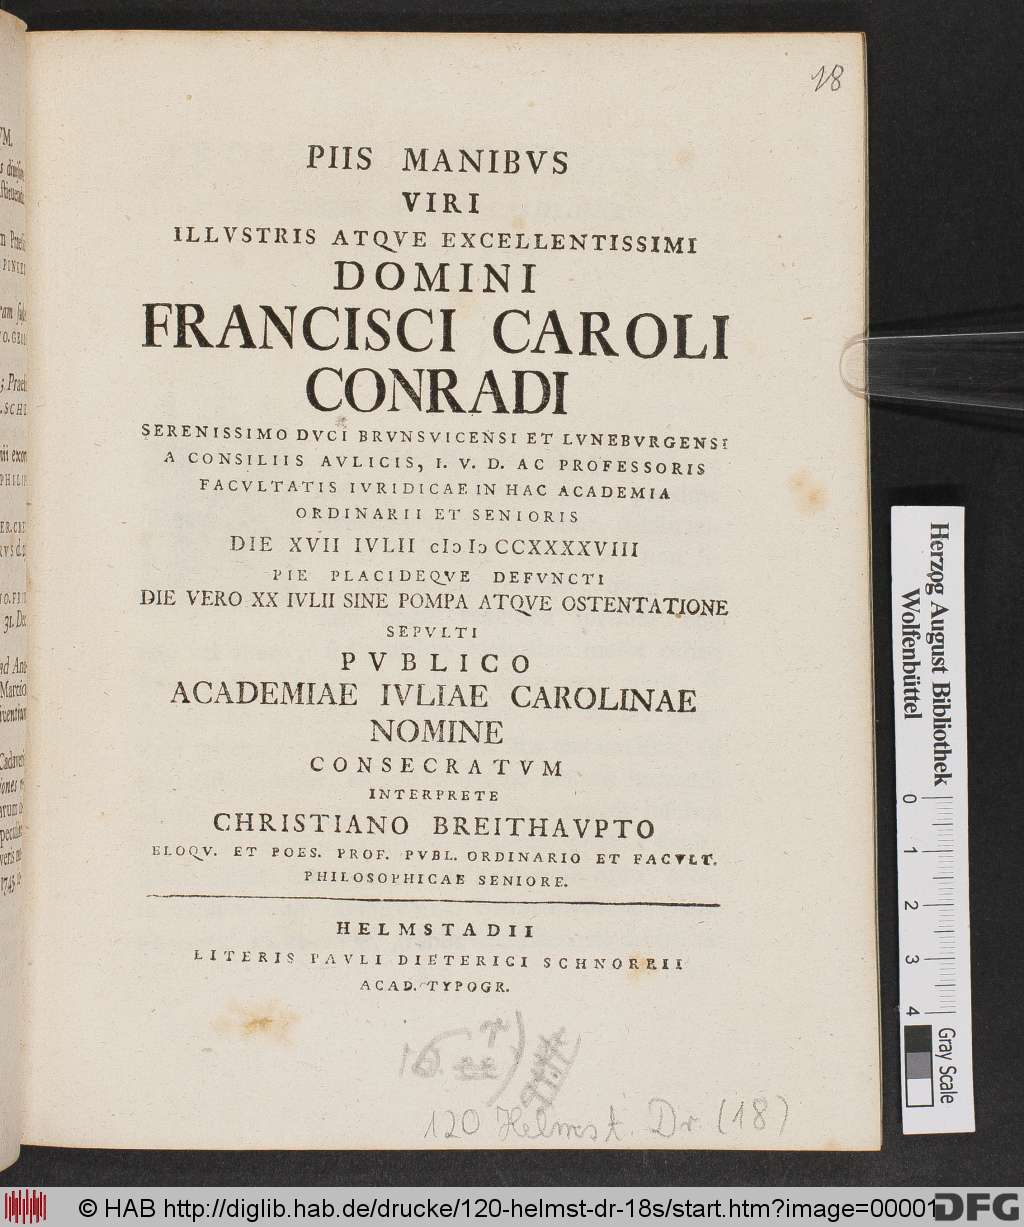 18
PIIS MANIBVS
VIRI
ILLVSTRIS ATQVE EXCELLENTISSIMI
DOMINI
FRANCISCI CAROLI
CONRADI
SERENISSIMO DVCI BRVNSVICENSI ET LVNEBVRGENSI
A CONSILIIS AVLICIS, I. V. D. AC PROFESSORIS
FACVLTATIS IVRIDICAE IN HAC ACADEMIA
ORDINARII ET SENIORIS
DIE XVII IVLII cIↄ Iↄ CCXXXXVIII
PIE PLACIDEQVE DEFVNCTI
DIE VERO XX IVLII SINE POMPA ATQVE OSTENTATIONE
SEPVLTI
PVBLICO
ACADEMIAE IVLIAE CAROLINAE
NOMINE
CONSECRATVM
INTERPRETE
CHRISTIANO BREITHAVPTO
ELOQV. ET POES. PROF. PVBL. ORDINARIO ET FACVLT.
PHILOSOPHICAE SENIORE.
HELMSTADII
LITERIS PAVLI DIETERICI SCHNORRII
ACAD. TYPOGR.
120 Helmst. Dr. (18)
Herzog August Bibliothek
Wolfenbüttel
0 1 2 3 4
Gray Scale
© HAB http://diglib.hab.de/drucke/120-helmst-dr-18s/start.htm?image=00001
DFG